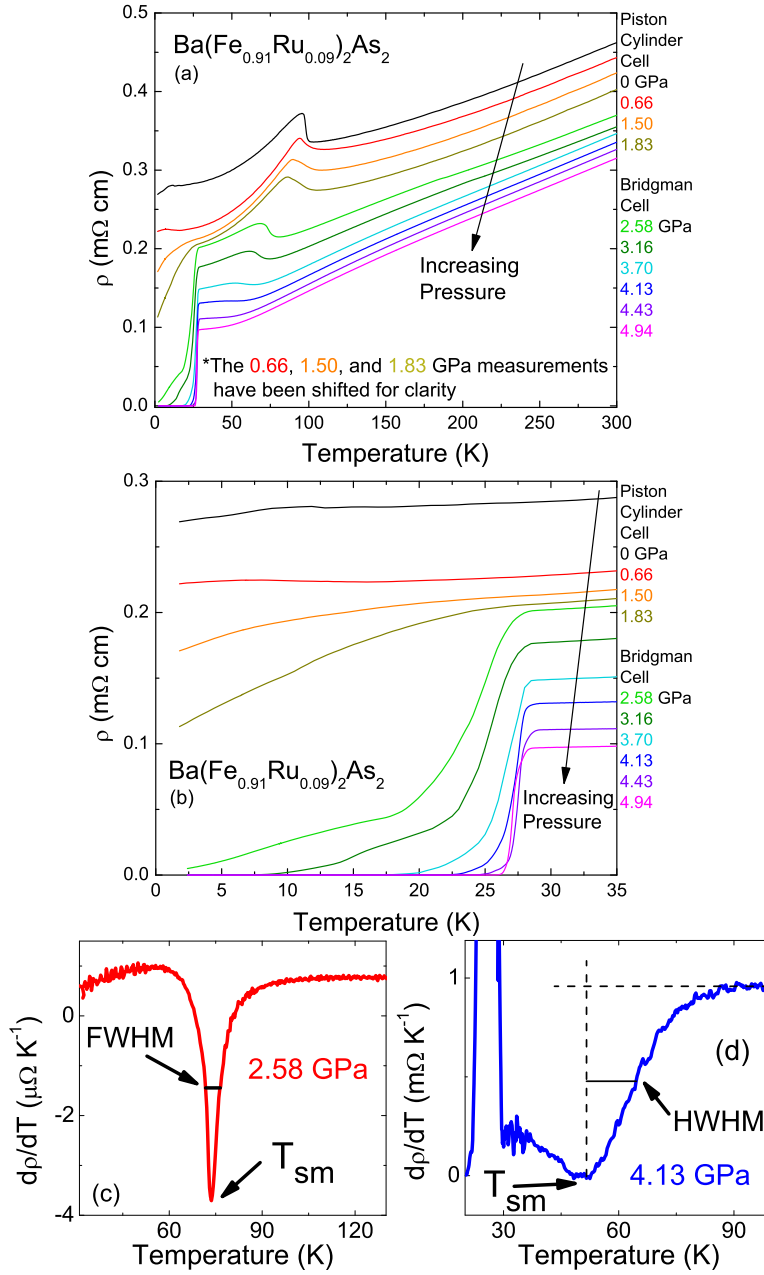 Ba(Fe0.91Ru0.09)2As2
(a)
0.5
0.4
0.3
0.2
0.1
0.0
ρ (mΩ cm)
0
50
100
150
200
250
300
Temperature (K)
Increasing
Pressure
*The 0.66, 1.50, and 1.83 GPa measurements
have been shifted for clarity
Piston
Cylinder
Cell
0 GPa
0.66
1.50
1.83
Bridgman
Cell
2.58 GPa
3.16
3.70
4.13
4.43
4.94
0.3
0.2
0.1
0.0
ρ (mΩ cm)
Ba(Fe0.91Ru0.09)2As2
(b)
0
5
10
15
20
25
30
35
Temperature (K)
Increasing
Pressure
Piston
Cylinder
Cell
0 GPa
0.66
1.50
1.83
Bridgman
Cell
2.58 GPa
3.16
3.70
4.13
4.43
4.94
0
-2
-4
dρ/dT (μΩ K-1)
FWHM
2.58 GPa
Tsm
(c)
60
90
120
Temperature (K)
1
0
dρ/dT (mΩ K-1)
(d)
HWHM
Tsm
4.13 GPa
30
60
90
Temperature (K)